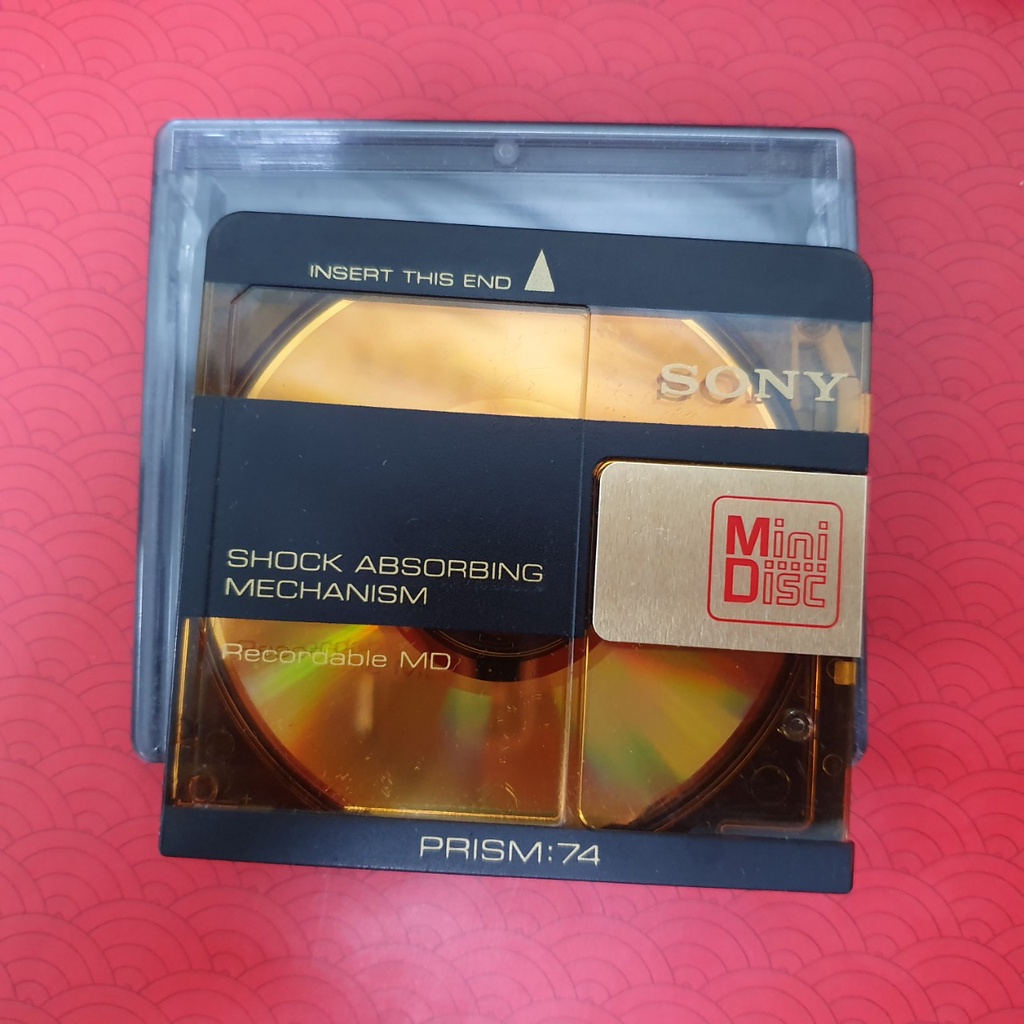 INSERT THIS END
SONY
Mini
Disc
SHOCK ABSORBING
MECHANISM
Recordable MD
PRISM:74